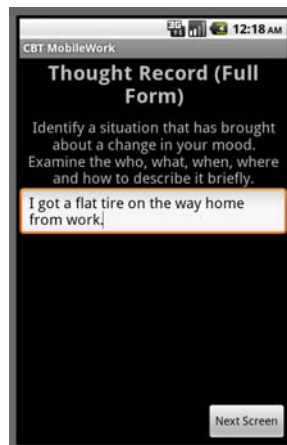 3G
12:18 AM
CBT MobileWork
Thought Record (Full
Form)
Identify a situation that has brought
about a change in your mood.
Examine the who, what, when, where
and how to describe it briefly.
I got a flat tire on the way home
from work.
Next Screen